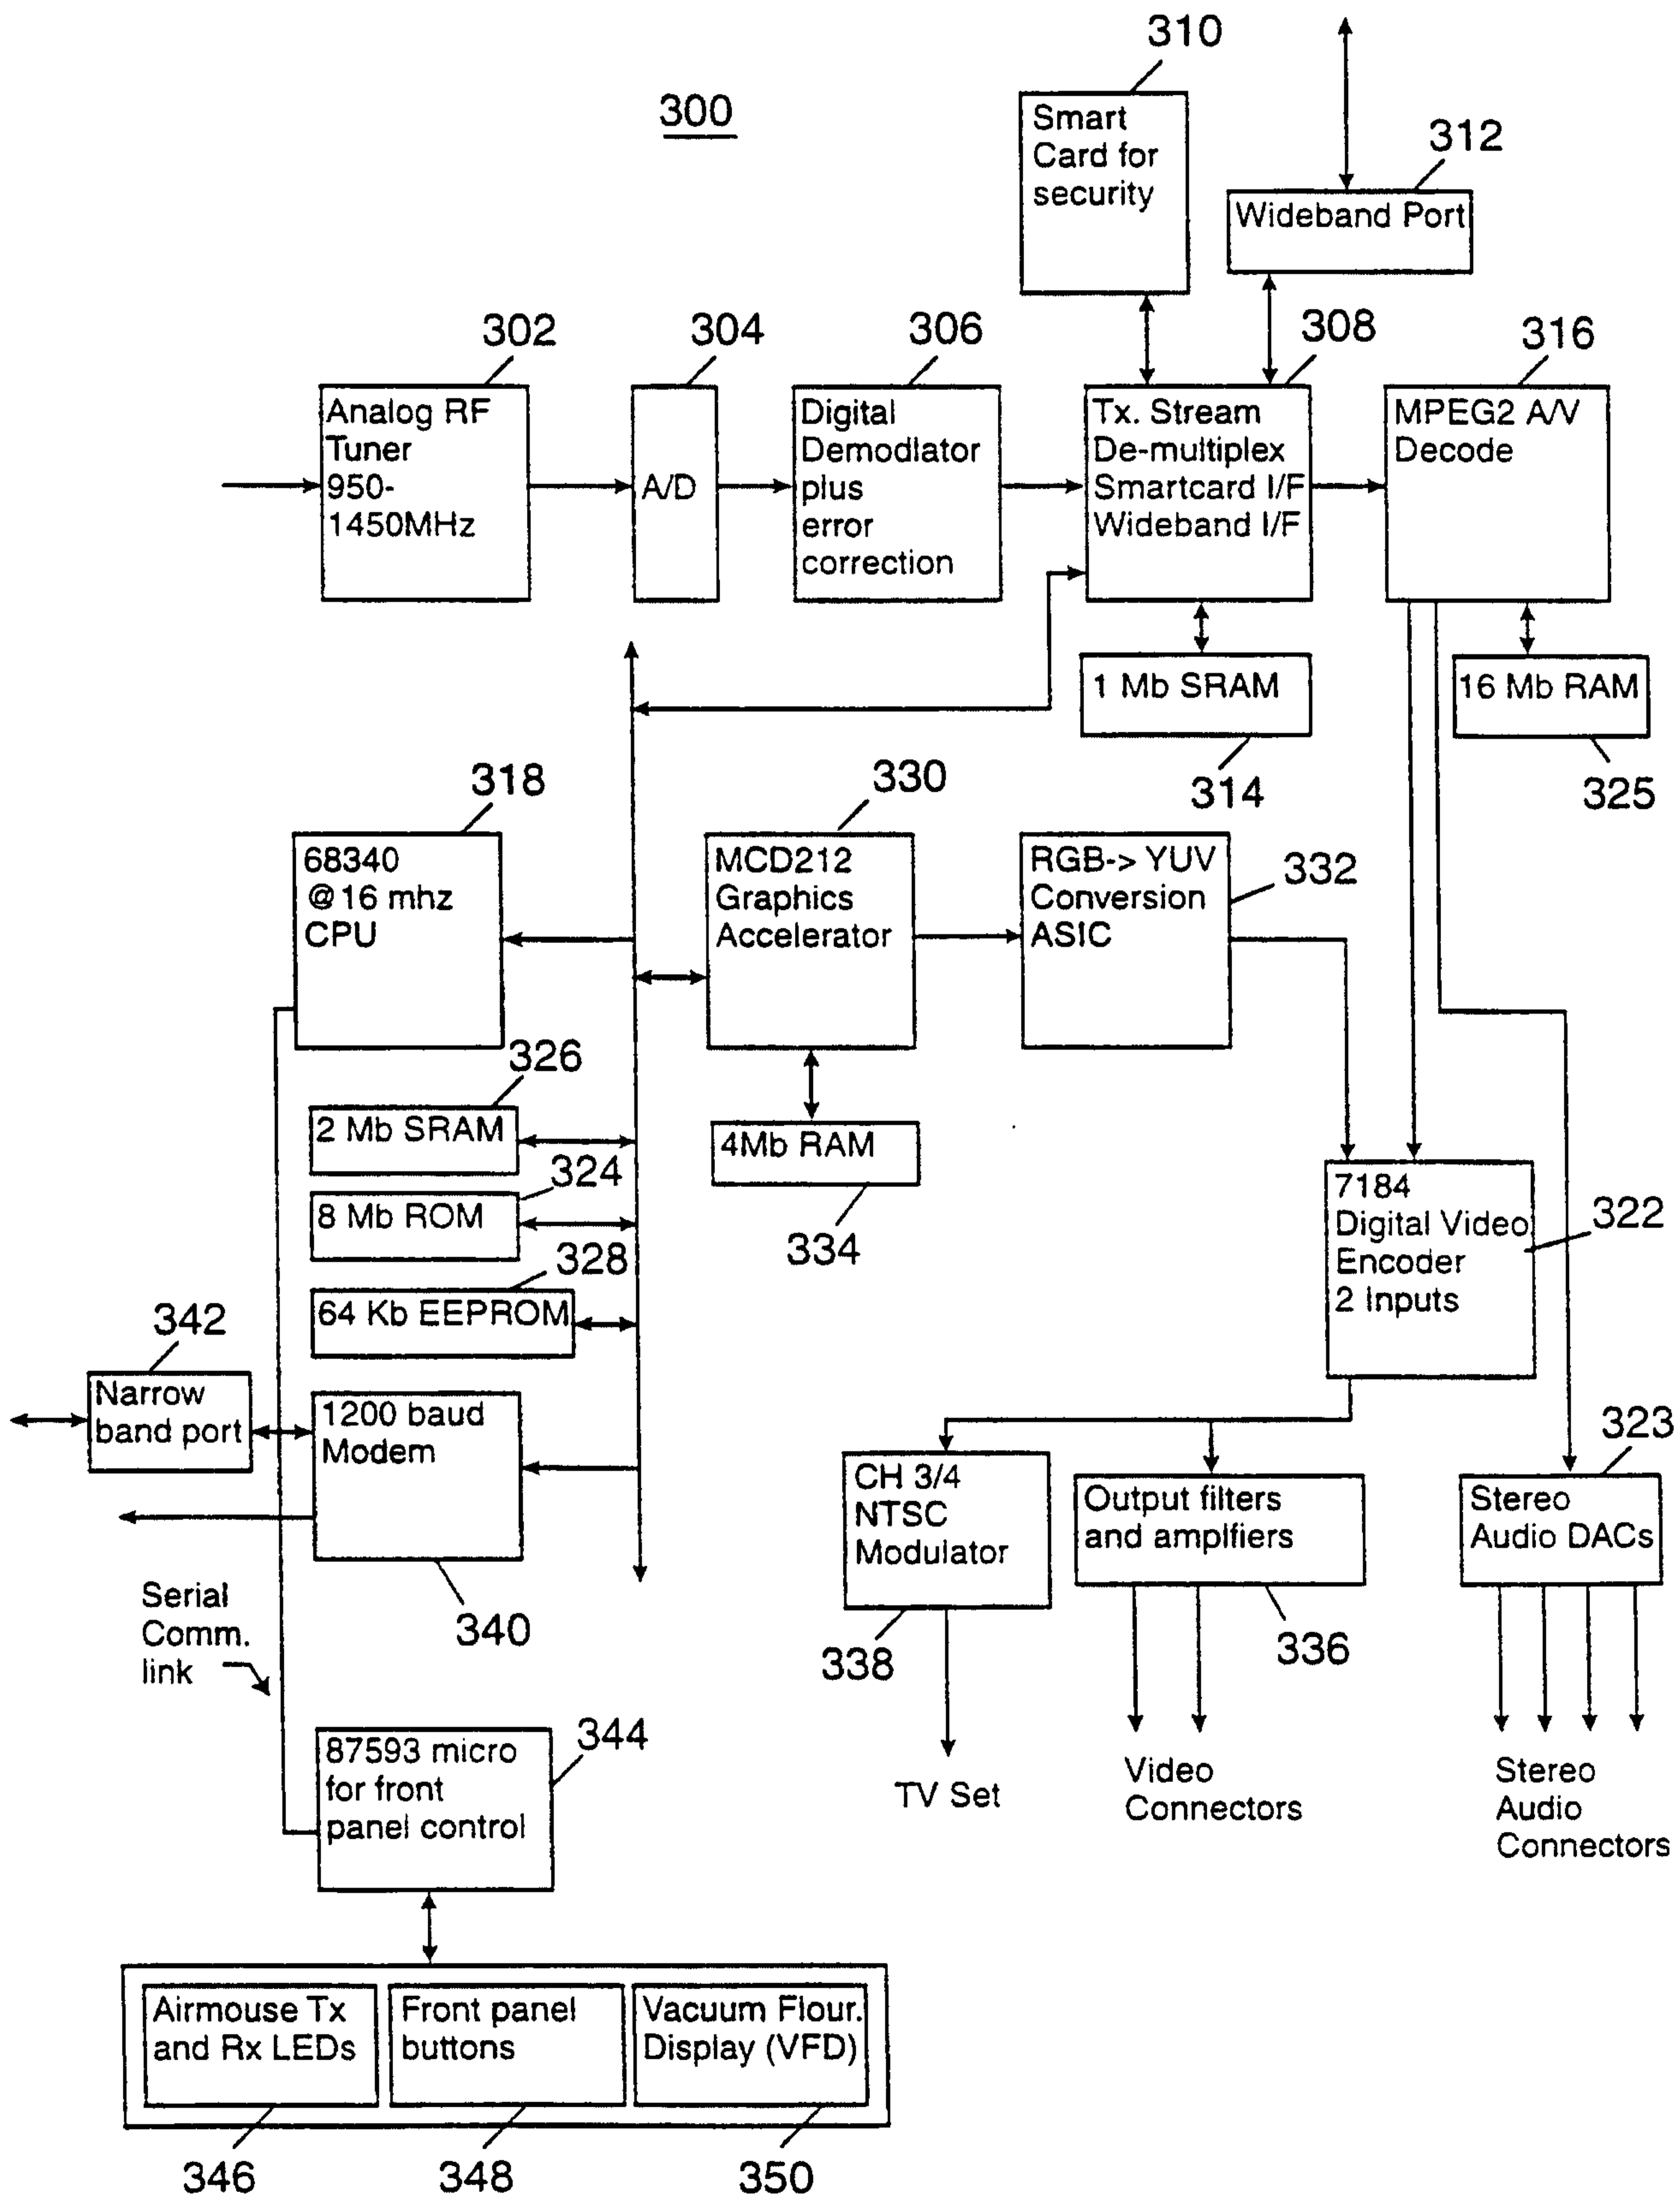 310
300
Smart
Card for
security
312
Wideband Port
302
304
306
308
316
Analog RF
Tuner
950-
1450MHz
A/D
Digital
Demodlator
plus
error
correction
Tx. Stream
De-multiplex
Smartcard I/F
Wideband I/F
MPEG2 A/V
Decode
1 Mb SRAM
16 Mb RAM
314
325
318
330
68340
@16 mhz
CPU
MCD212
Graphics
Accelerator
RGB-> YUV
Conversion
ASIC
332
326
2 Mb SRAM
4Mb RAM
324
8 Mb ROM
334
328
64 Kb EEPROM
7184
Digital Video
Encoder
2 Inputs
322
342
Narrow
band port
1200 baud
Modem
323
CH 3/4
NTSC
Modulator
Output filters
and amplfiers
Stereo
Audio DACs
Serial
Comm.
link
340
338
336
344
87593 micro
for front
panel control
TV Set
Video
Connectors
Stereo
Audio
Connectors
Airmouse Tx
and Rx LEDs
Front panel
buttons
Vacuum Flour.
Display (VFD)
346
348
350